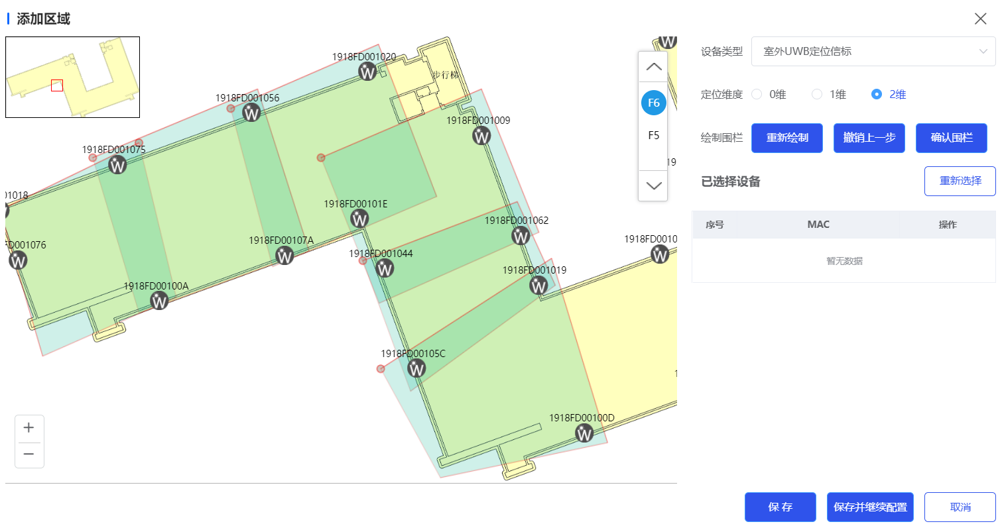 添加区域
1918FD001020
步行梯
1918FD001056
1918FD001009
1918FD001075
01018
1918FD00101E
1918FD001062
FD001076
1918FD00107A
1918FD001044
1918FD0010
1918FD001019
1918FD00100A
1918FD00105C
1918FD00100D
F6
F5
19
+
−
设备类型 室外UWB定位信标
定位维度 0维 1维 2维
绘制围栏 重新绘制 撤销上一步 确认围栏
已选择设备 重新选择
序号 MAC 操作
暂无数据
保 存 保存并继续配置 取消